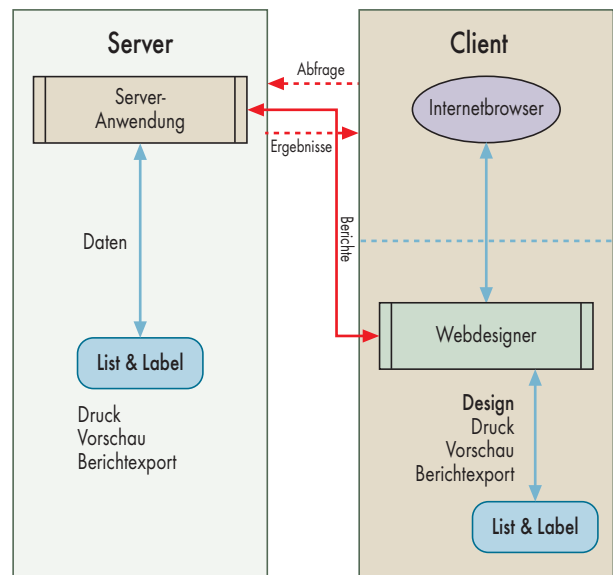 Server
Server-
Anwendung
Daten
List & Label
Druck
Vorschau
Berichtexport
Abfrage
Ergebnisse
Berichte
Client
Internetbrowser
Webdesigner
Design
Druck
Vorschau
Berichtexport
List & Label